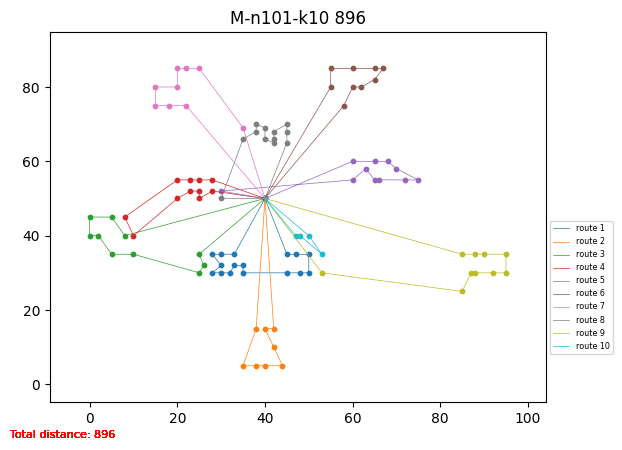 M-n101-k10 896
80
60
40
20
0
0 20 40 60 80 100
route 1
route 2
route 3
route 4
route 5
route 6
route 7
route 8
route 9
route 10
Total distance: 896